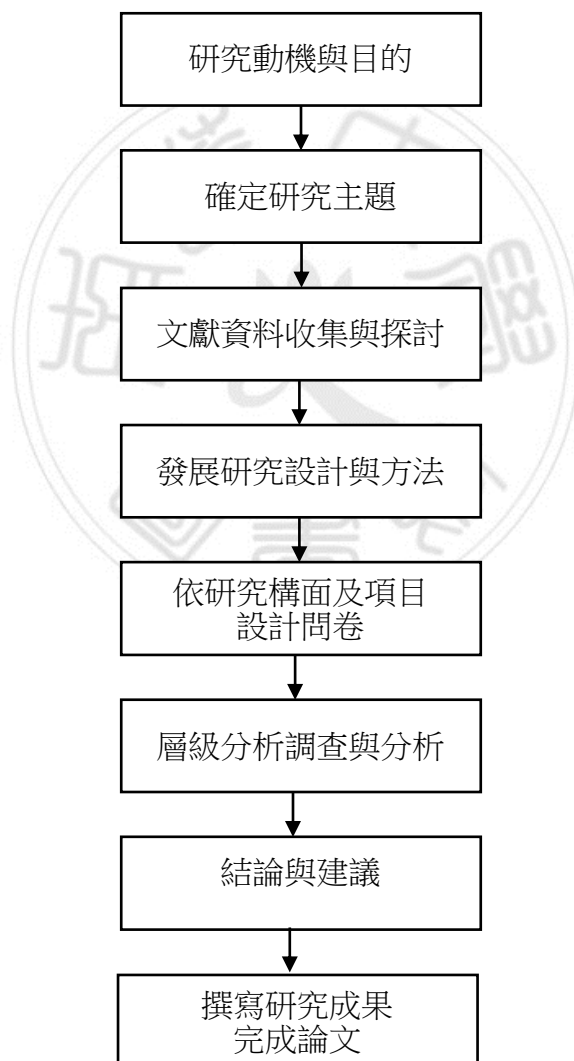 研究動機與目的
確定研究主題
文獻資料收集與探討
發展研究設計與方法
依研究構面及項目
設計問卷
層級分析調查與分析
結論與建議
撰寫研究成果
完成論文